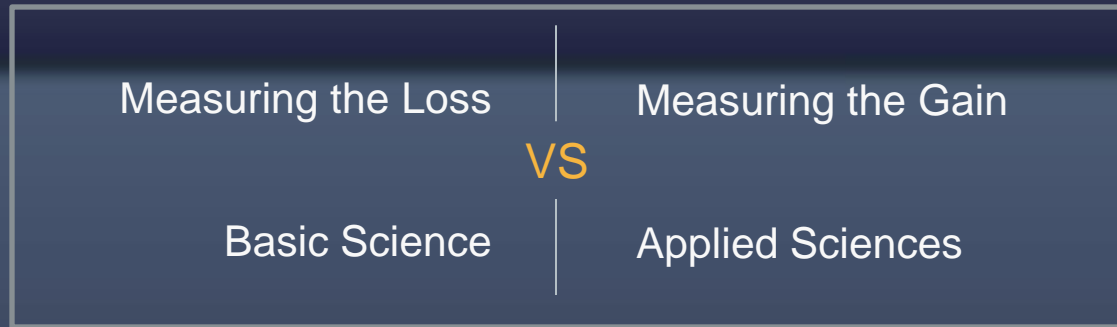 Measuring the Loss
Measuring the Gain
VS
Basic Science
Applied Sciences